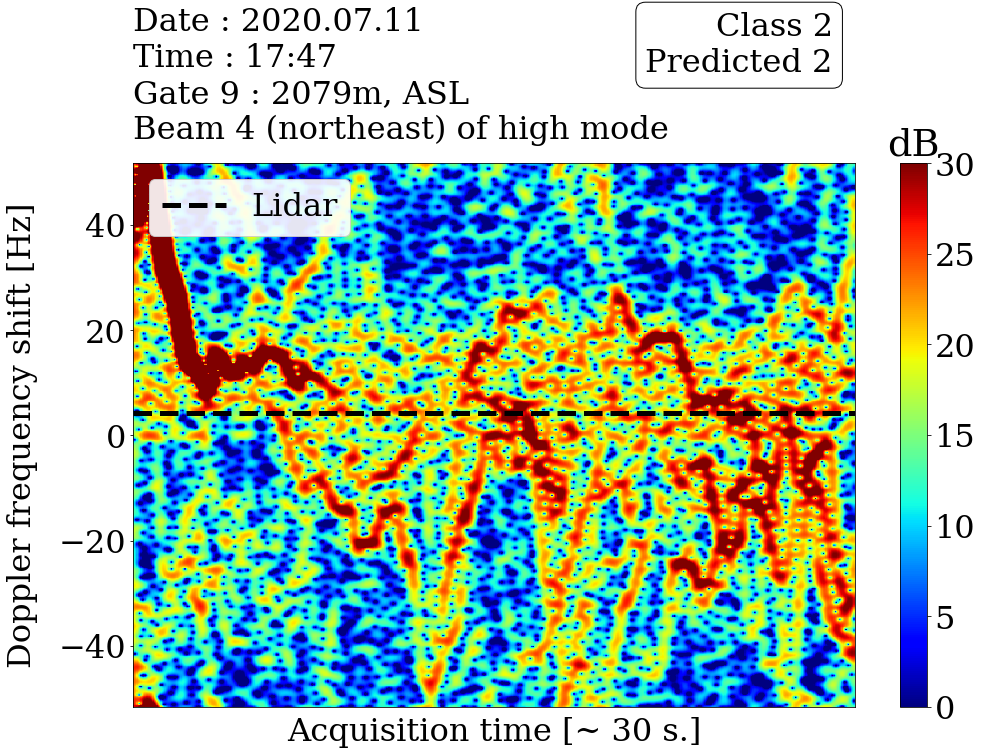 Date : 2020.07.11
Time : 17:47
Gate 9 : 2079m, ASL
Beam 4 (northeast) of high mode
Class 2
Predicted 2
dB
Lidar
Doppler frequency shift [Hz]
40
20
0
−20
−40
30
25
20
15
10
5
0
Acquisition time [~ 30 s.]